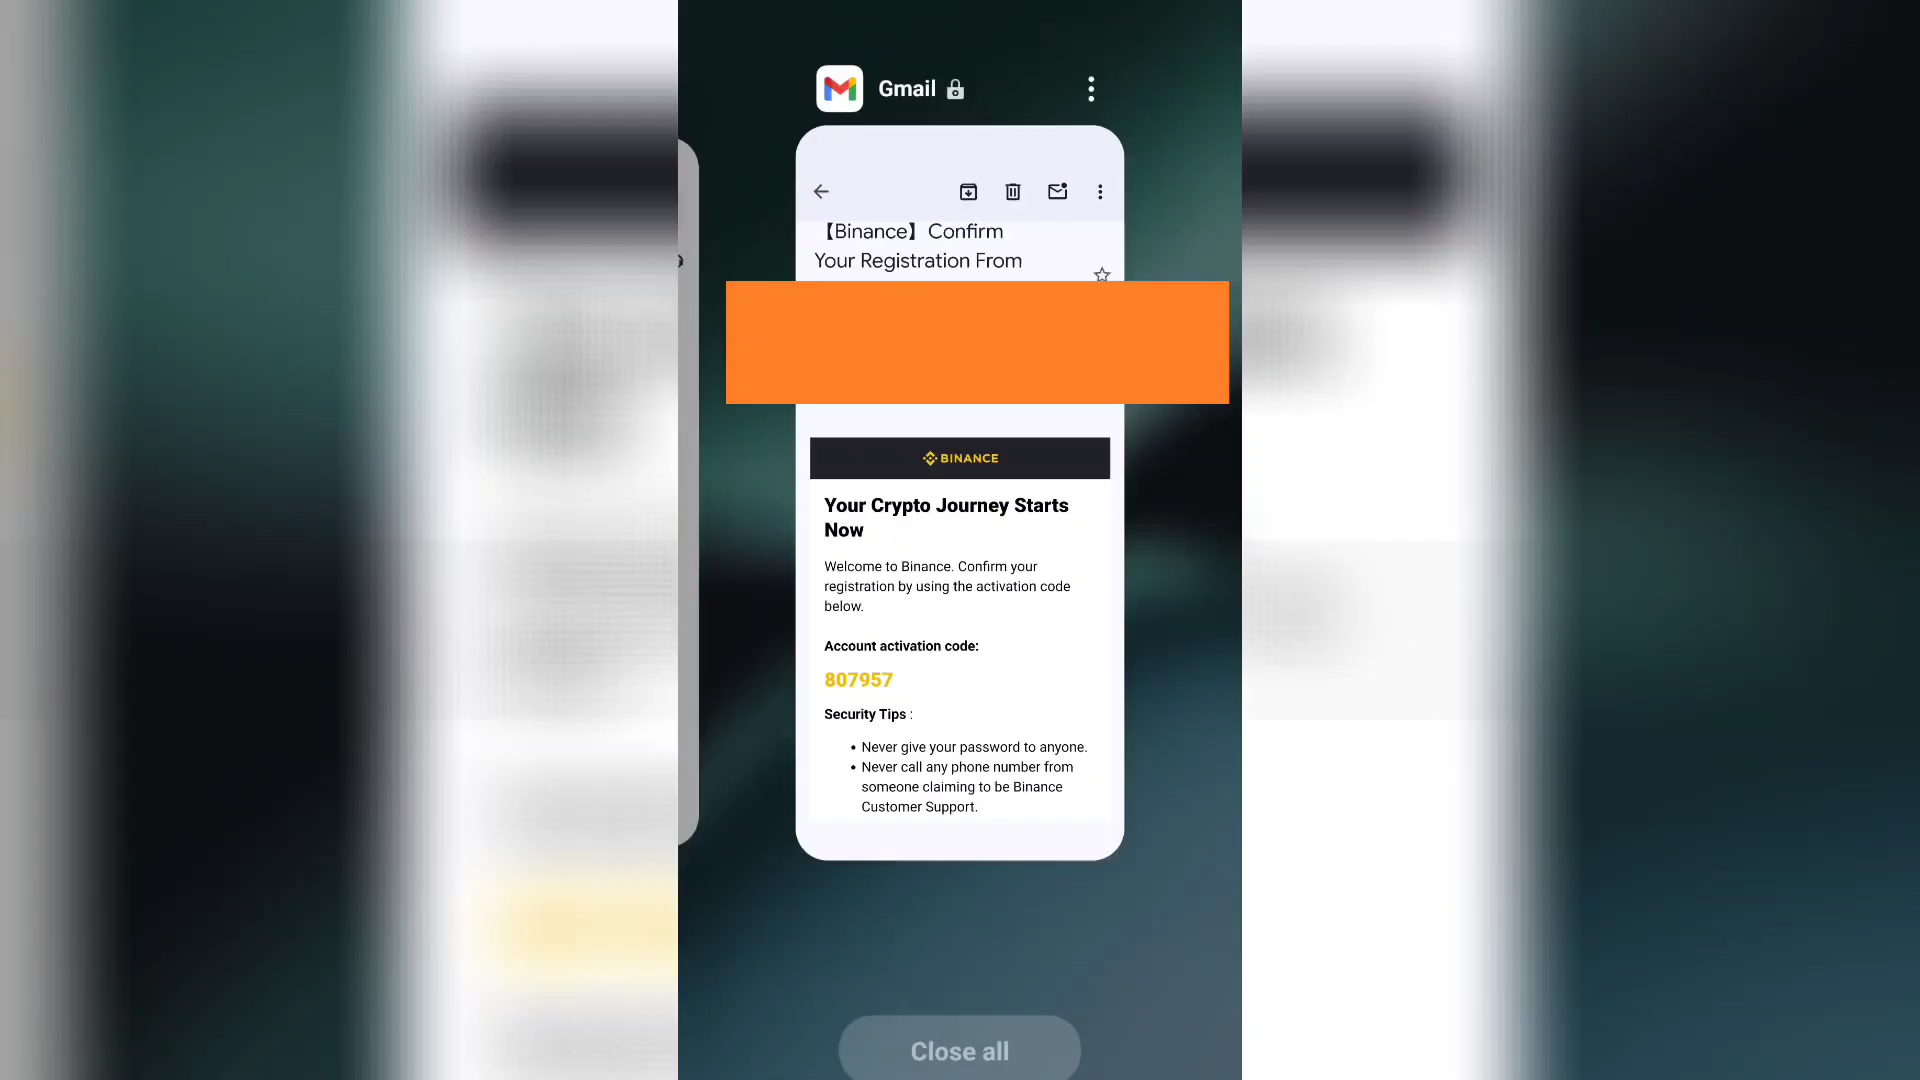 Gmail
【Binance】Confirm
Your Registration From
BINANCE
Your Crypto Journey Starts
Now
Welcome to Binance. Confirm your
registration by using the activation code
below.
Account activation code:
807957
Security Tips :
• Never give your password to anyone.
• Never call any phone number from
someone claiming to be Binance
Customer Support.
Close all